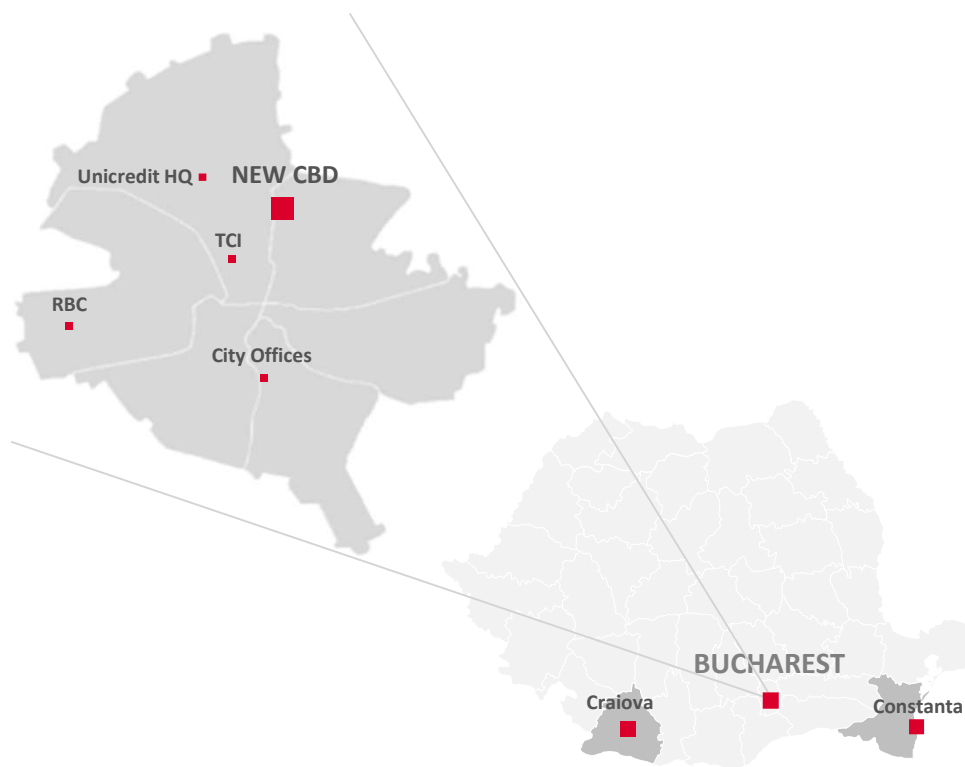 Unicredit HQ
NEW CBD
TCI
RBC
City Offices
BUCHAREST
Craiova
Constanta